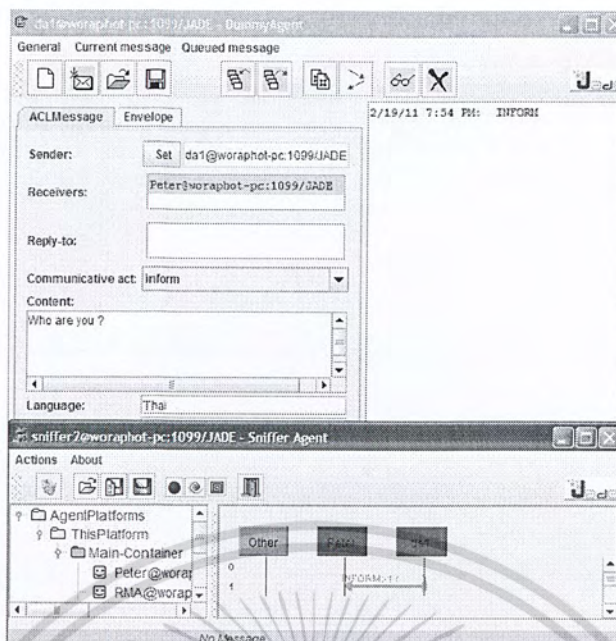 da1@woraphot-pc:1099/JADE - DummyAgent
General Current message Queued message
ACLMessage Envelope
2/19/11 7:54 PM: INFORM
Sender: Set da1@woraphot-pc:1099/JADE
Receivers: Peter@woraphot-pc:1099/JADE
Reply-to:
Communicative act: inform
Content:
Who are you ?
Language: Thai
sniffer2@woraphot-pc:1099/JADE - Sniffer Agent
Actions About
Jade
AgentPlatforms
ThisPlatform
Main-Container
Peter@worap
RMA@worap
Other Peter
0
1
No Message